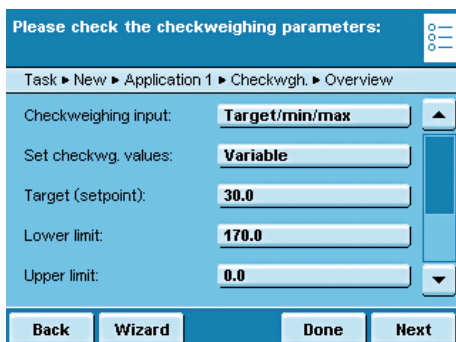 Please check the checkweighing parameters:
Task ▸ New ▸ Application 1 ▸ Checkwgh. ▸ Overview
Checkweighing input: Target/min/max
Set checkwg. values: Variable
Target (setpoint): 30.0
Lower limit: 170.0
Upper limit: 0.0
Back Wizard Done Next